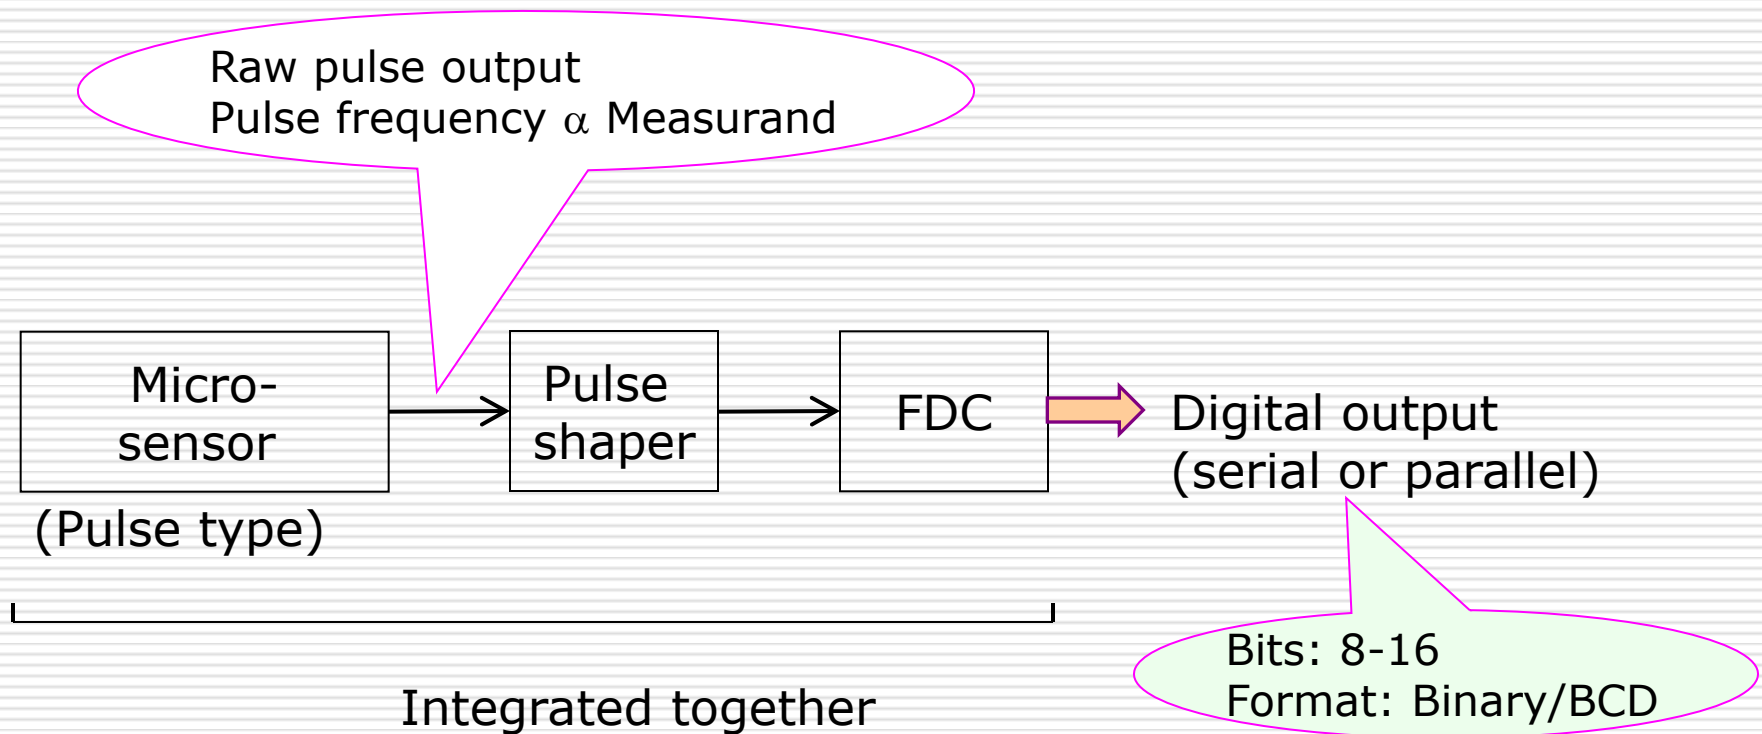 Raw pulse output
Pulse frequency α Measurand
Micro-
sensor
(Pulse type)
Pulse
shaper
FDC
Digital output
(serial or parallel)
Bits: 8-16
Format: Binary/BCD
Integrated together